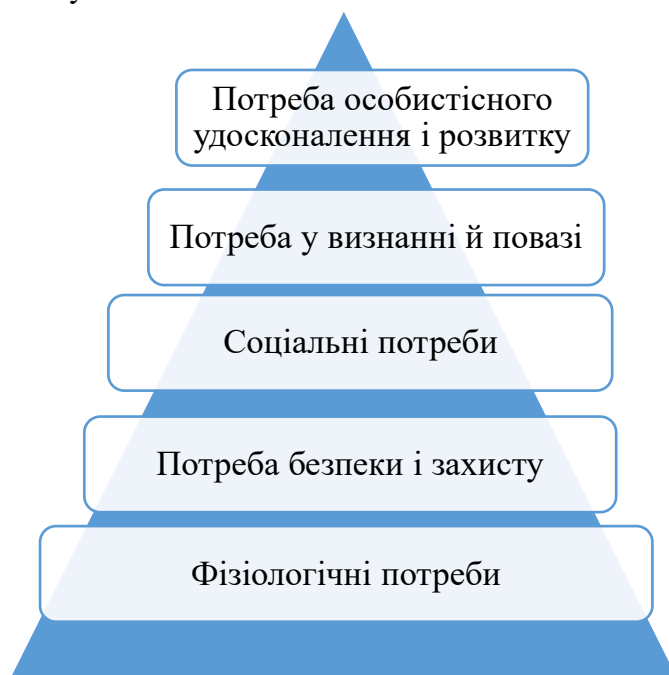 Потреба особистісного
удосконалення і розвитку
Потреба у визнанні й повазі
Соціальні потреби
Потреба безпеки і захисту
Фізіологічні потреби